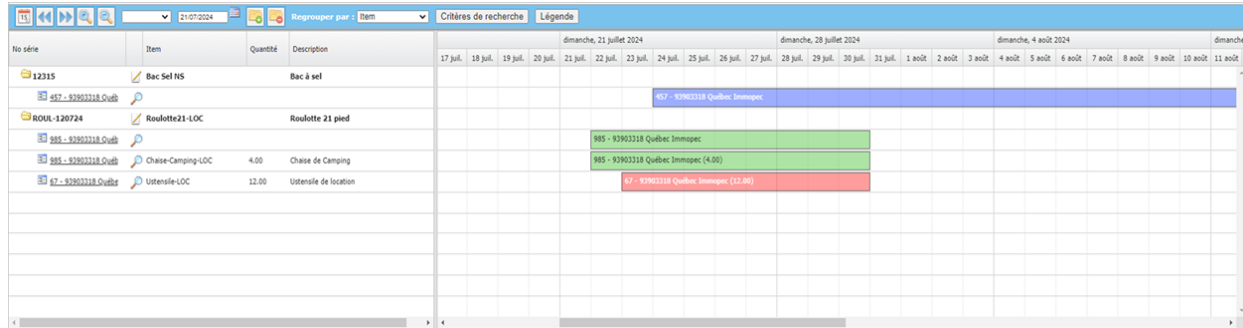 15 21/07/2024 Regrouper par : Item Critères de recherche Légende
No série Item Quantité Description
dimanche, 21 juillet 2024 dimanche, 28 juillet 2024 dimanche, 4 août 2024 dimanche
17 juil. 18 juil. 19 juil. 20 juil. 21 juil. 22 juil. 23 juil. 24 juil. 25 juil. 26 juil. 27 juil. 28 juil. 29 juil. 30 juil. 31 juil. 1 août 2 août 3 août 4 août 5 août 6 août 7 août 8 août 9 août 10 août 11 août
12315 Bac Sel NS Bac à sel
457 - 93903318 Québ 457 - 93903318 Québec Immopec
ROUL-120724 Roulotte21-LOC Roulotte 21 pied
985 - 93903318 Québ 985 - 93903318 Québec Immopec
985 - 93903318 Québ Chaise-Camping-LOC 4.00 Chaise de Camping 985 - 93903318 Québec Immopec (4.00)
67 - 93903318 Québe Ustensile-LOC 12.00 Ustensile de location 67 - 93903318 Québec Immopec (12.00)